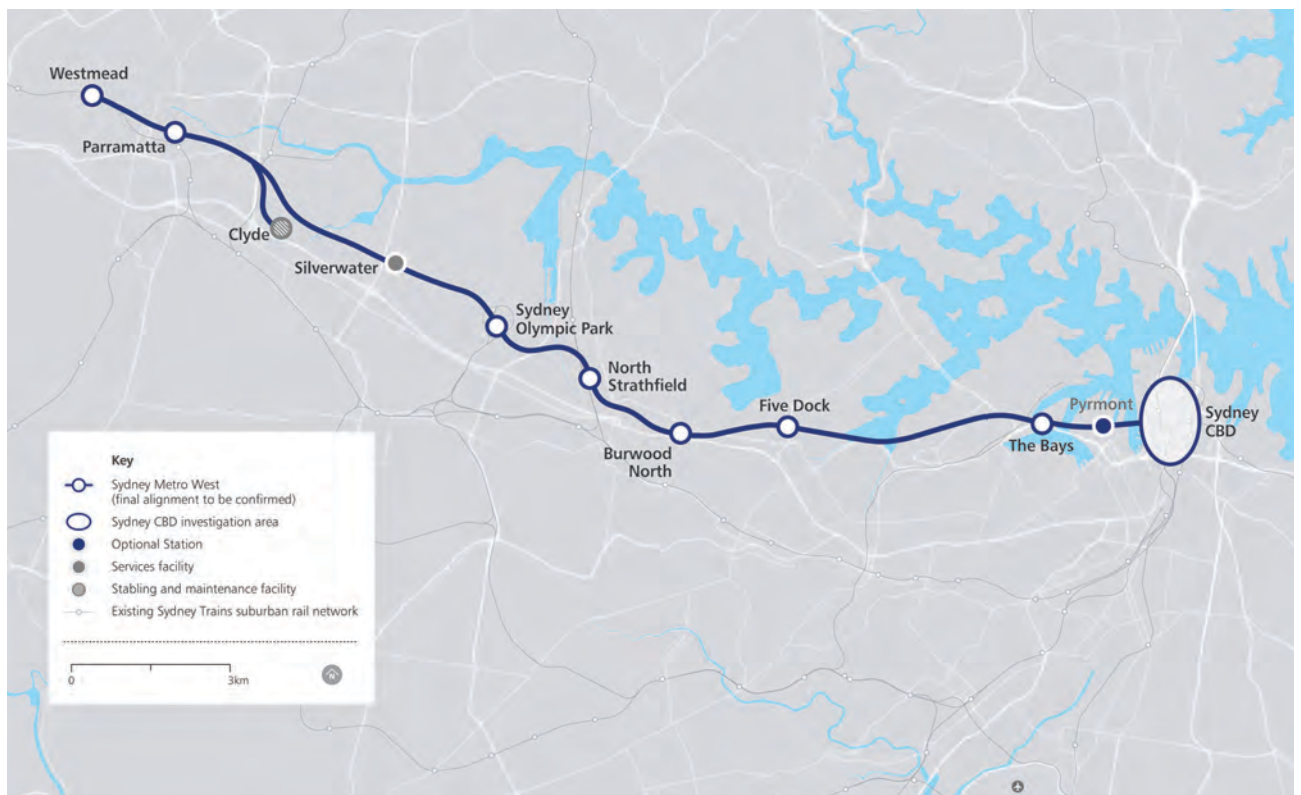 Westmead
Parramatta
Clyde
Silverwater
Sydney
Olympic Park
North
Strathfield
Burwood
North
Five Dock
The Bays
Pyrmont
Sydney
CBD
Key
Sydney Metro West
(final alignment to be confirmed)
Sydney CBD investigation area
Optional Station
Services facility
Stabling and maintenance facility
Existing Sydney Trains suburban rail network
0
3km
N